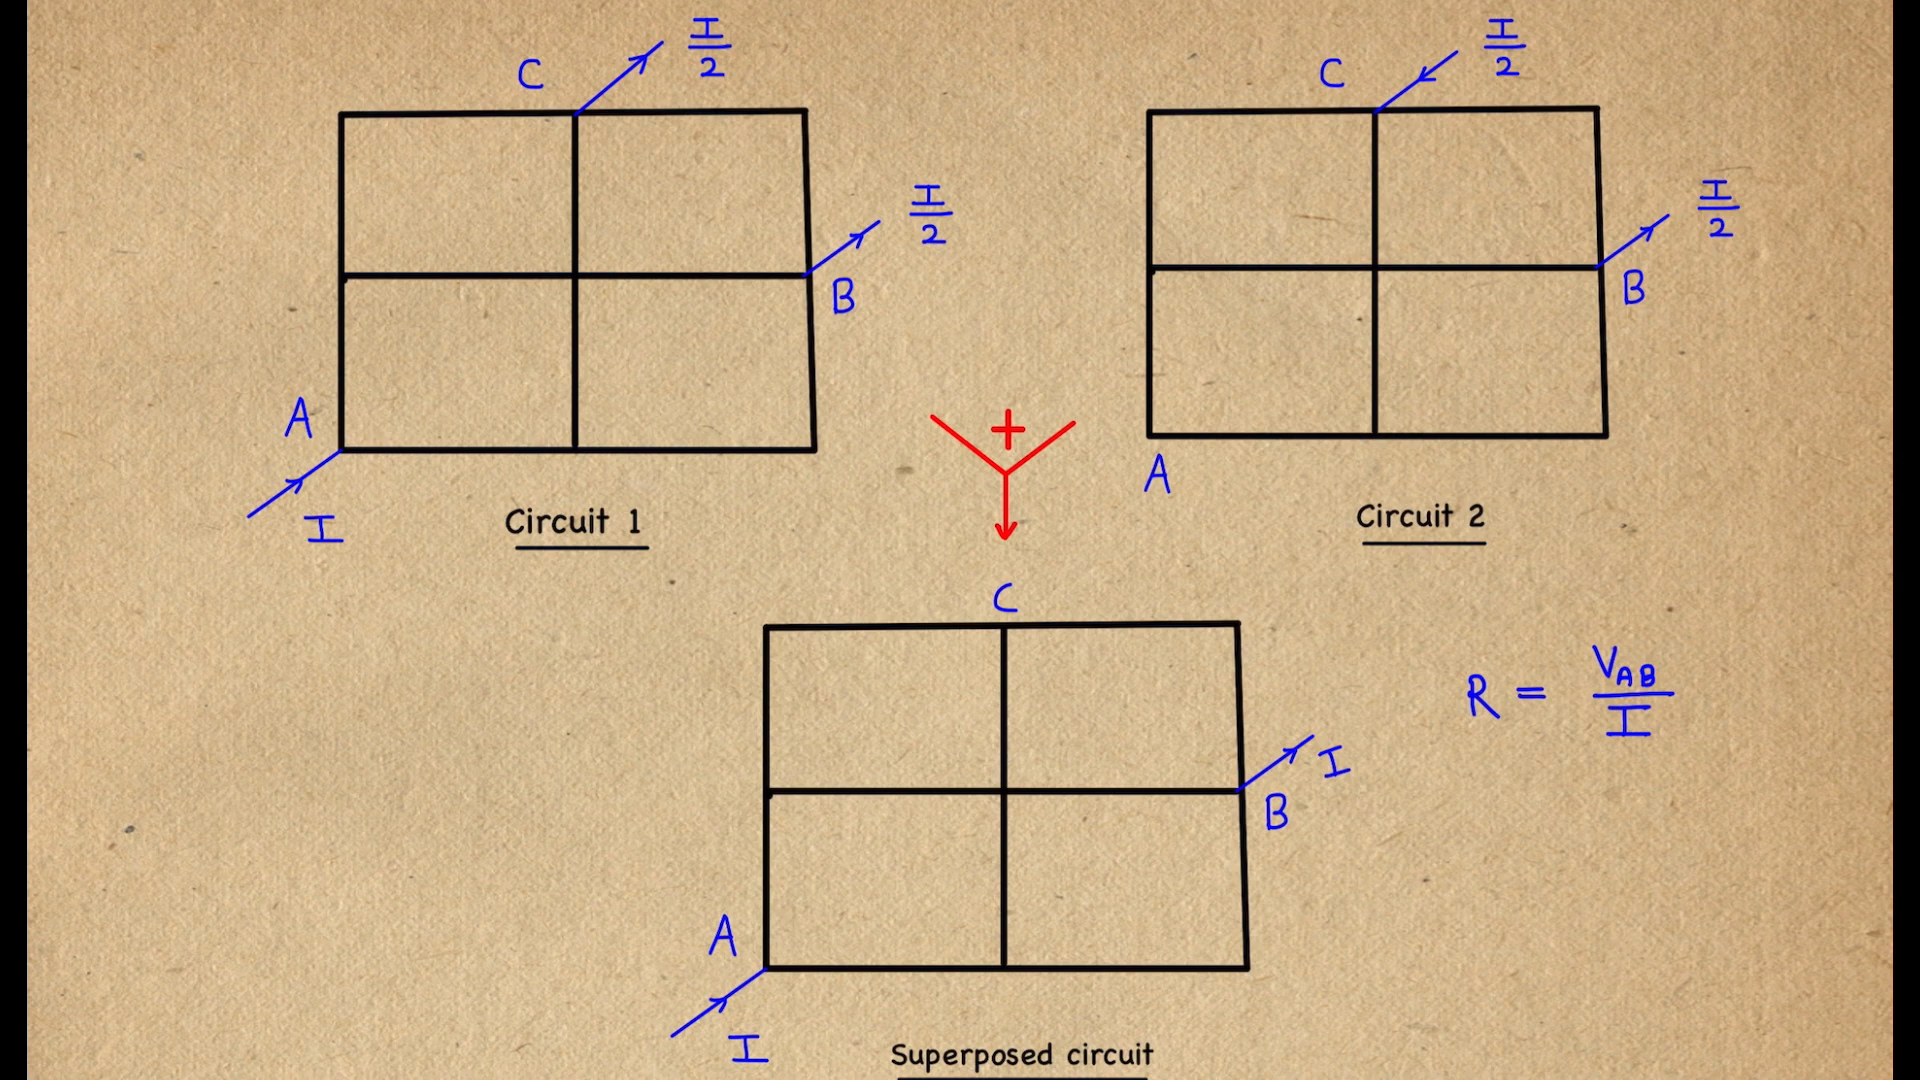 C
I/2
I/2
B
A
I
Circuit 1
C
I/2
I/2
B
A
Circuit 2
+
C
I
B
A
I
Superposed circuit
R = V_AB/I